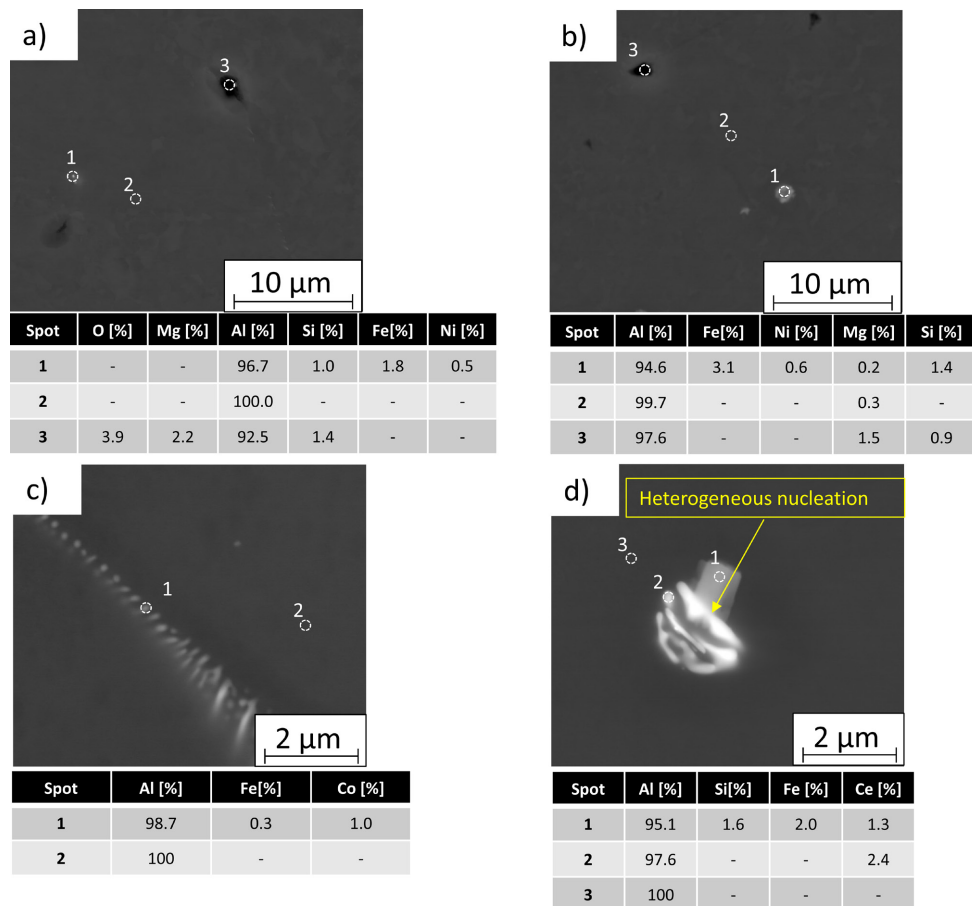 a)
3
1
2
10 µm
Spot O [%] Mg [%] Al [%] Si [%] Fe[%] Ni [%]
1 - - 96.7 1.0 1.8 0.5
2 - - 100.0 - - -
3 3.9 2.2 92.5 1.4 - -
b)
3
2
1
10 µm
Spot Al [%] Fe [%] Ni [%] Mg [%] Si [%]
1 94.6 3.1 0.6 0.2 1.4
2 99.7 - - 0.3 -
3 97.6 - - 1.5 0.9
c)
1
2
2 µm
Spot Al [%] Fe[%] Co [%]
1 98.7 0.3 1.0
2 100 - -
d)
Heterogeneous nucleation
3
1
2
2 µm
Spot Al [%] Si[%] Fe [%] Ce [%]
1 95.1 1.6 2.0 1.3
2 97.6 - - 2.4
3 100 - - -